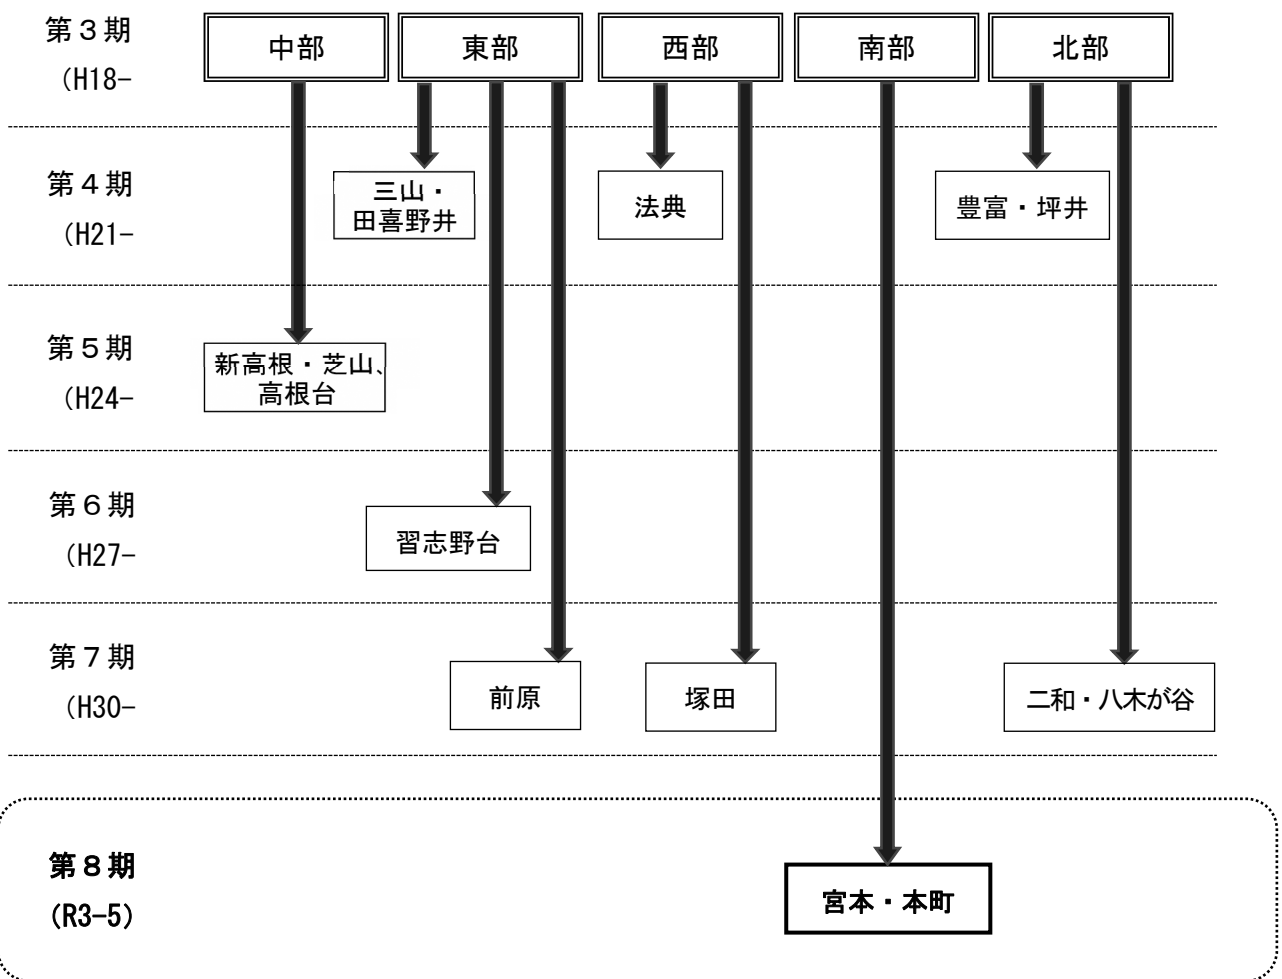 第３期
（H18−
中部
東部
西部
南部
北部
第４期
（H21−
三山・
田喜野井
法典
豊富・坪井
第５期
（H24−
新高根・芝山、
高根台
第６期
（H27−
習志野台
第７期
（H30−
前原
塚田
二和・八木が谷
第８期
（R3−5）
宮本・本町